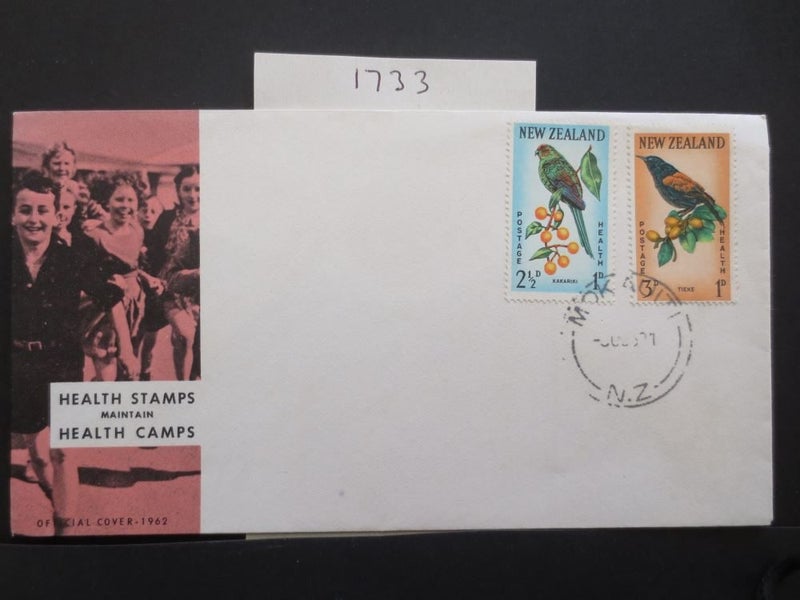 1733
NEW ZEALAND
POSTAGE
HEALTH
2½D
KAKARIKI
1D
NEW ZEALAND
POSTAGE
HEALTH
3D
TIEKE
1D
N.Z.
HEALTH STAMPS
MAINTAIN
HEALTH CAMPS
OFFICIAL COVER-1962